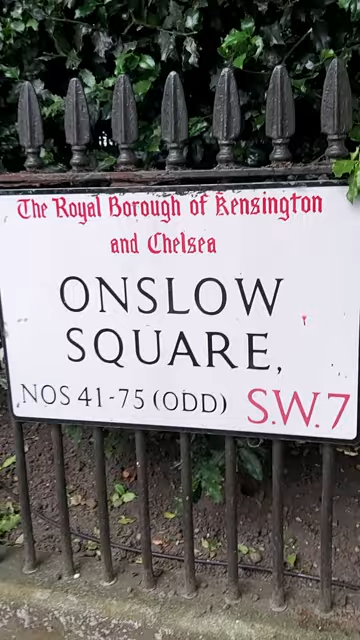 The Royal Borough of Kensington
and Chelsea
ONSLOW
SQUARE,
NOS 41-75 (ODD) S.W.7